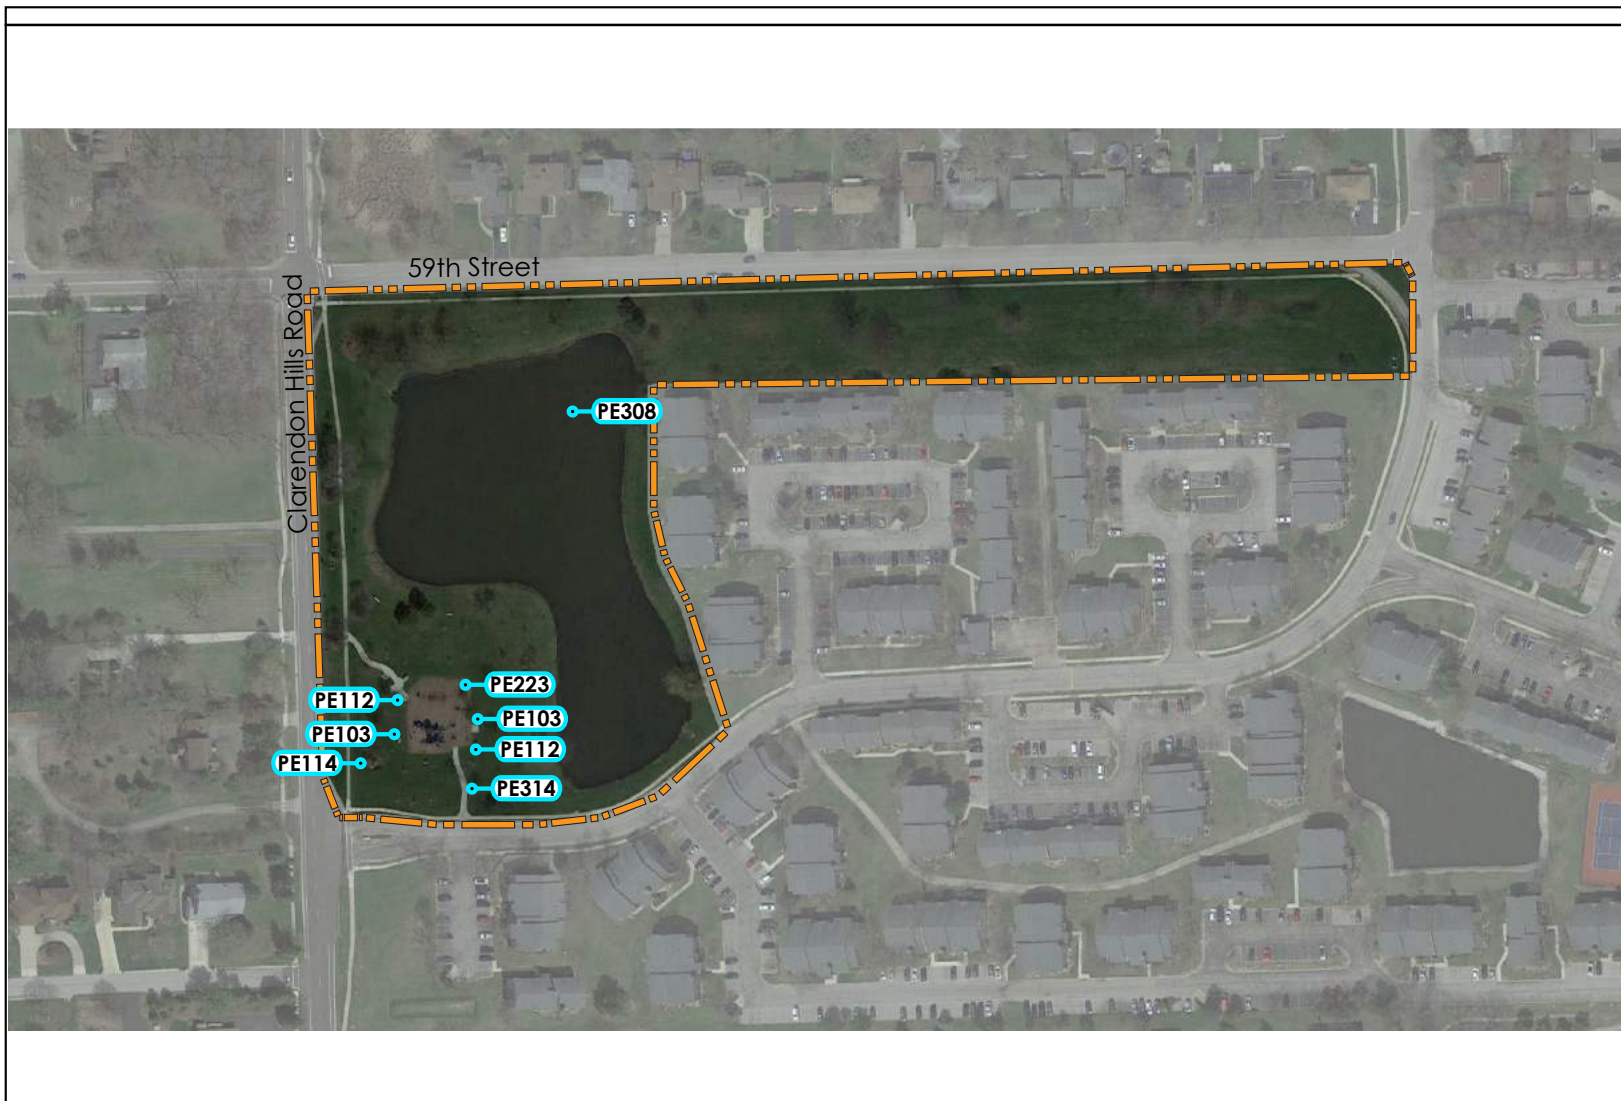 59th Street
Clarendon Hills Road
PE308
PE223
PE112
PE103
PE103
PE112
PE114
PE314